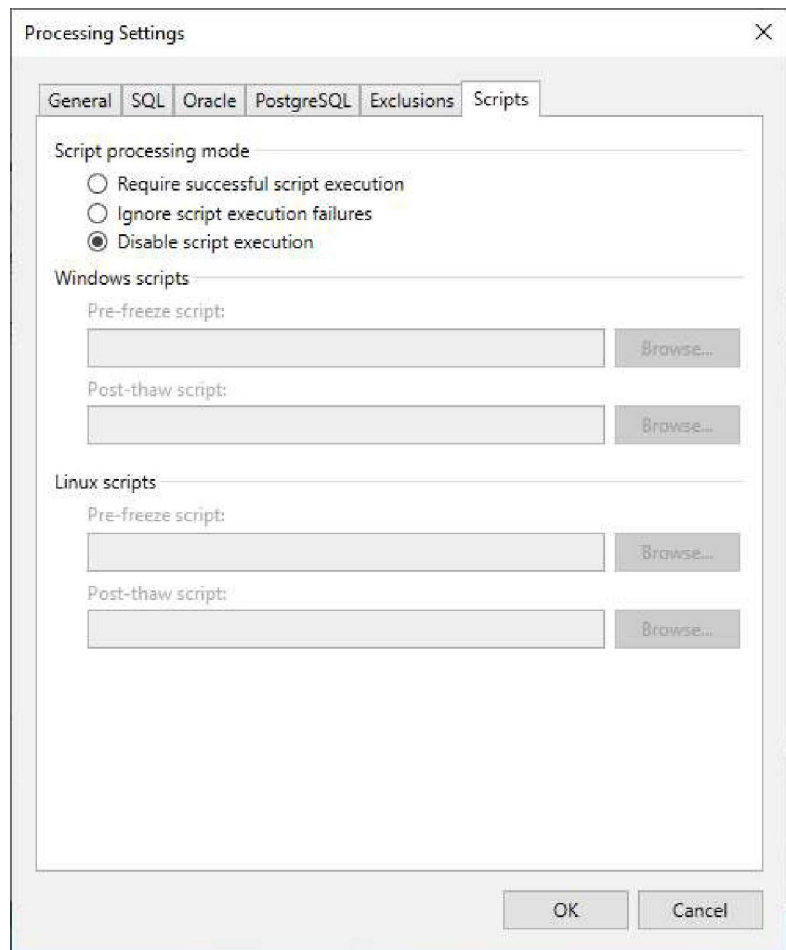 Processing Settings
General SQL Oracle PostgreSQL Exclusions Scripts
Script processing mode
Require successful script execution
Ignore script execution failures
Disable script execution
Windows scripts
Pre-freeze script:
Browse...
Post-thaw script:
Browse...
Linux scripts
Pre-freeze script:
Browse...
Post-thaw script:
Browse...
OK Cancel